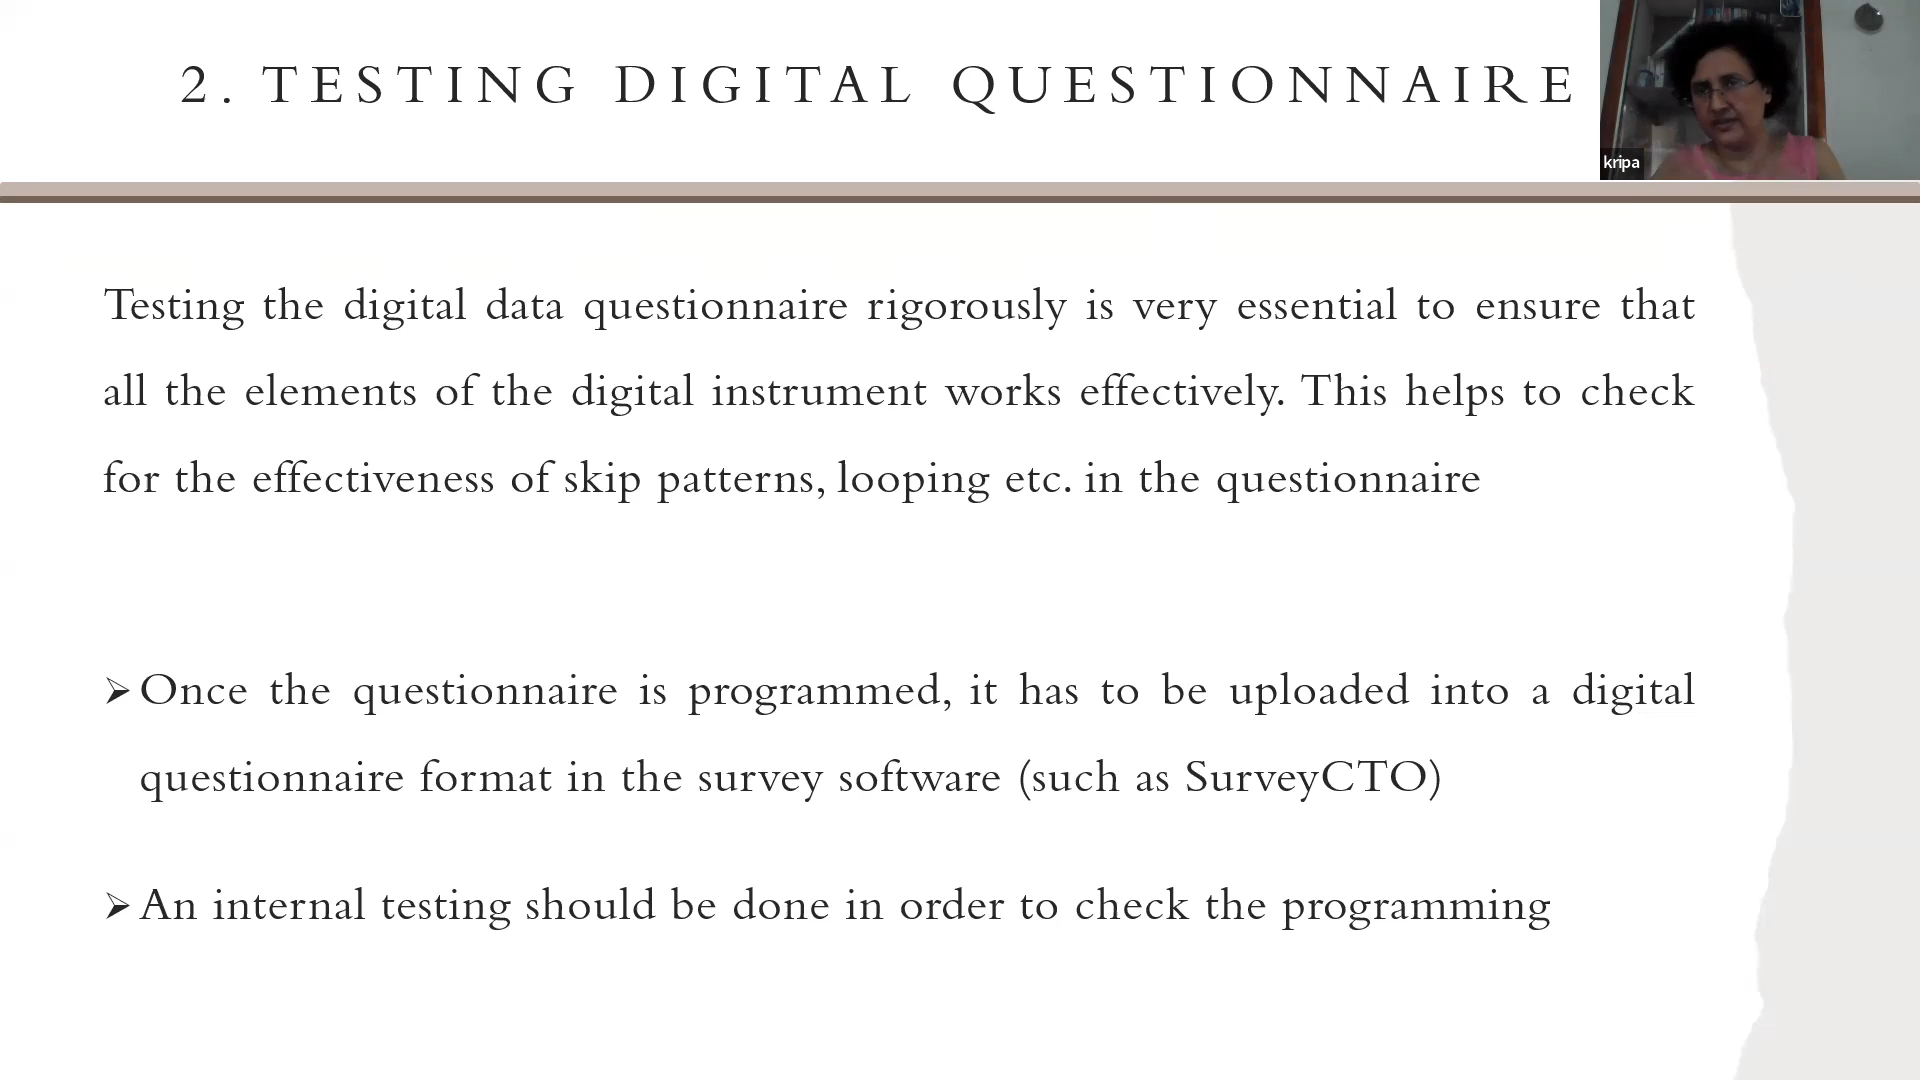 2. TESTING DIGITAL QUESTIONNAIRE
kripa
Testing the digital data questionnaire rigorously is very essential to ensure that
all the elements of the digital instrument works effectively. This helps to check
for the effectiveness of skip patterns, looping etc. in the questionnaire
➢ Once the questionnaire is programmed, it has to be uploaded into a digital
questionnaire format in the survey software (such as SurveyCTO)
➢ An internal testing should be done in order to check the programming